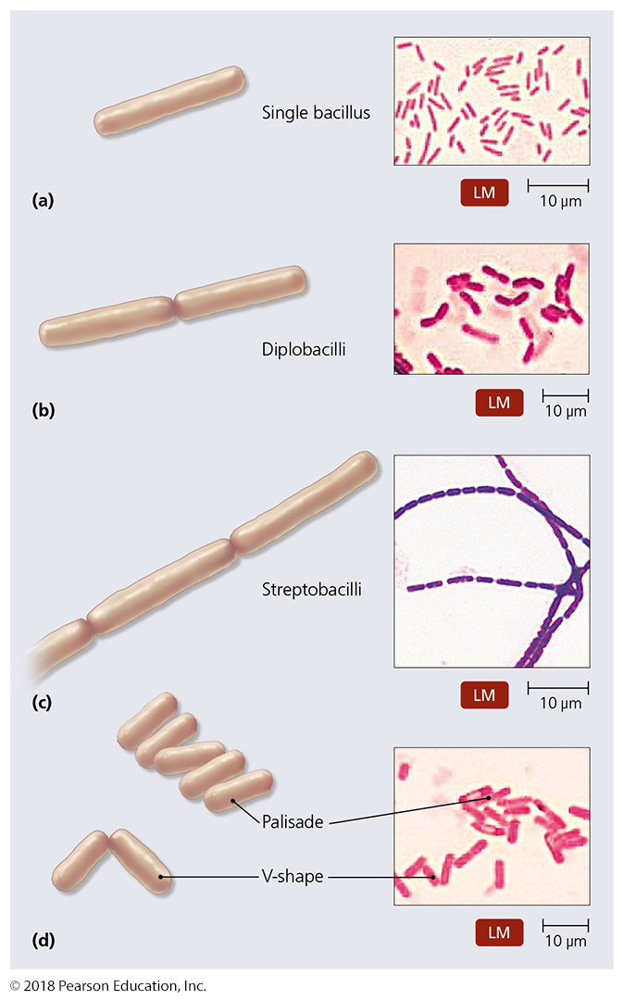 Single bacillus
LM
10 μm
(a)
Diplobacilli
LM
10 μm
(b)
Streptobacilli
LM
10 μm
(c)
Palisade
V-shape
LM
10 μm
(d)
© 2018 Pearson Education, Inc.